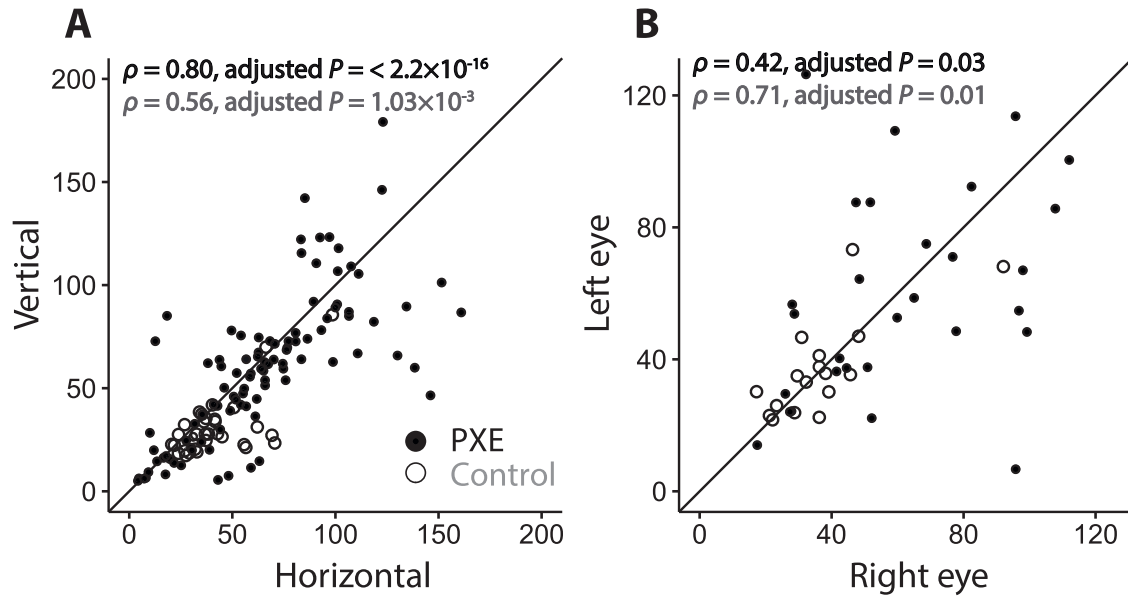 A
ρ = 0.80, adjusted P = < 2.2×10⁻¹⁶
ρ = 0.56, adjusted P = 1.03×10⁻³
200
150
100
50
0
Vertical
PXE
Control
0 50 100 150 200
Horizontal
B
ρ = 0.42, adjusted P = 0.03
ρ = 0.71, adjusted P = 0.01
120
80
40
0
Left eye
0 40 80 120
Right eye